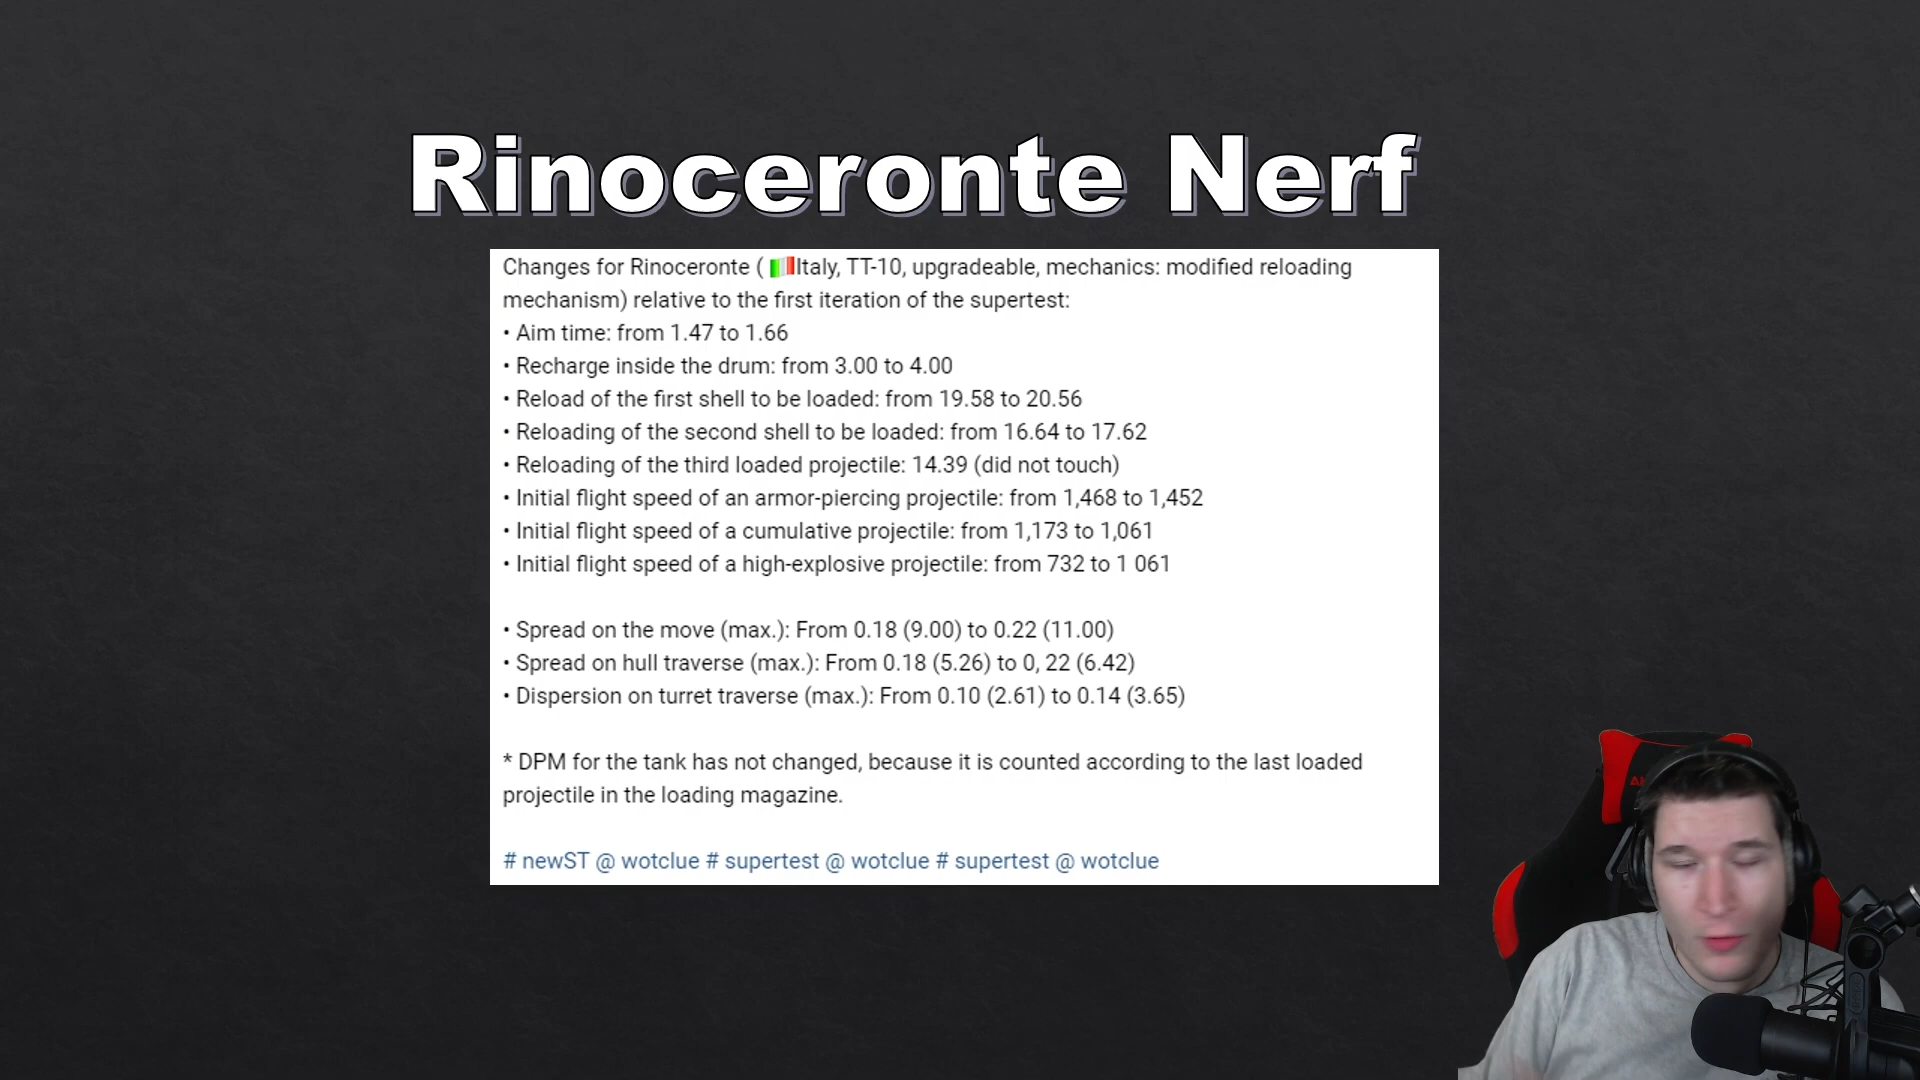 Rinoceronte Nerf
Changes for Rinoceronte ( Italy, TT-10, upgradeable, mechanics: modified reloading
mechanism) relative to the first iteration of the supertest:
• Aim time: from 1.47 to 1.66
• Recharge inside the drum: from 3.00 to 4.00
• Reload of the first shell to be loaded: from 19.58 to 20.56
• Reloading of the second shell to be loaded: from 16.64 to 17.62
• Reloading of the third loaded projectile: 14.39 (did not touch)
• Initial flight speed of an armor-piercing projectile: from 1,468 to 1,452
• Initial flight speed of a cumulative projectile: from 1,173 to 1,061
• Initial flight speed of a high-explosive projectile: from 732 to 1 061
• Spread on the move (max.): From 0.18 (9.00) to 0.22 (11.00)
• Spread on hull traverse (max.): From 0.18 (5.26) to 0, 22 (6.42)
• Dispersion on turret traverse (max.): From 0.10 (2.61) to 0.14 (3.65)
* DPM for the tank has not changed, because it is counted according to the last loaded
projectile in the loading magazine.
# newST @ wotclue # supertest @ wotclue # supertest @ wotclue